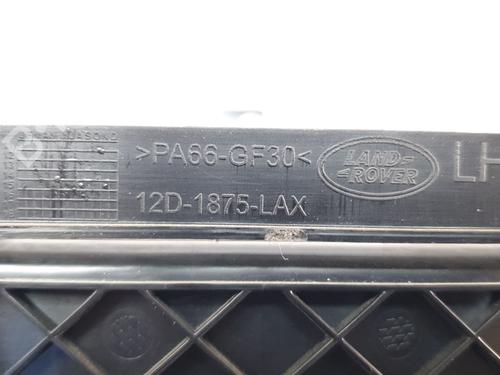 >PA66-GF30<
LAND
ROVER
LH
12D-1875-LAX